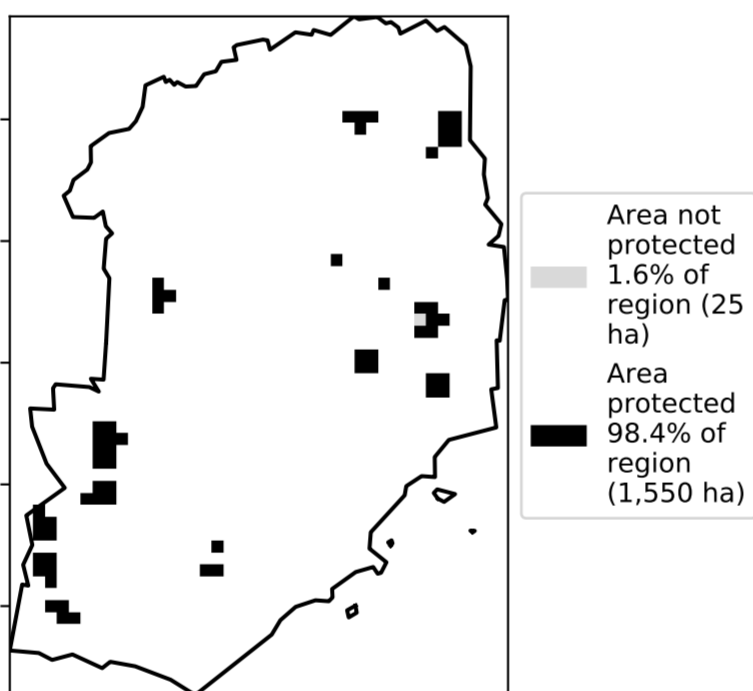 Area not
protected
1.6% of
region (25
ha)
Area
protected
98.4% of
region
(1,550 ha)